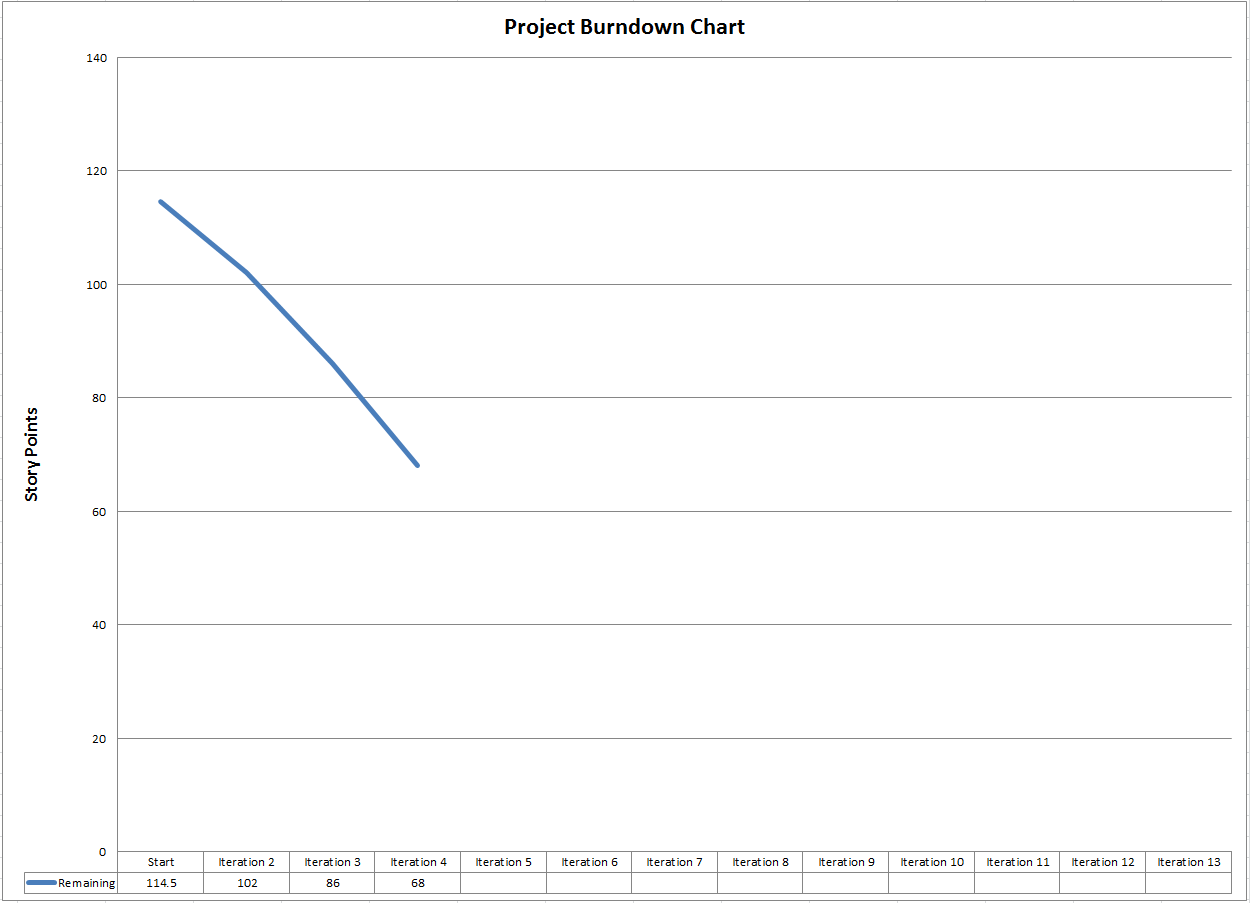 Project Burndown Chart
140
120
100
80
60
40
20
0
Story Points
Start Iteration 2 Iteration 3 Iteration 4 Iteration 5 Iteration 6 Iteration 7 Iteration 8 Iteration 9 Iteration 10 Iteration 11 Iteration 12 Iteration 13
Remaining 114.5 102 86 68